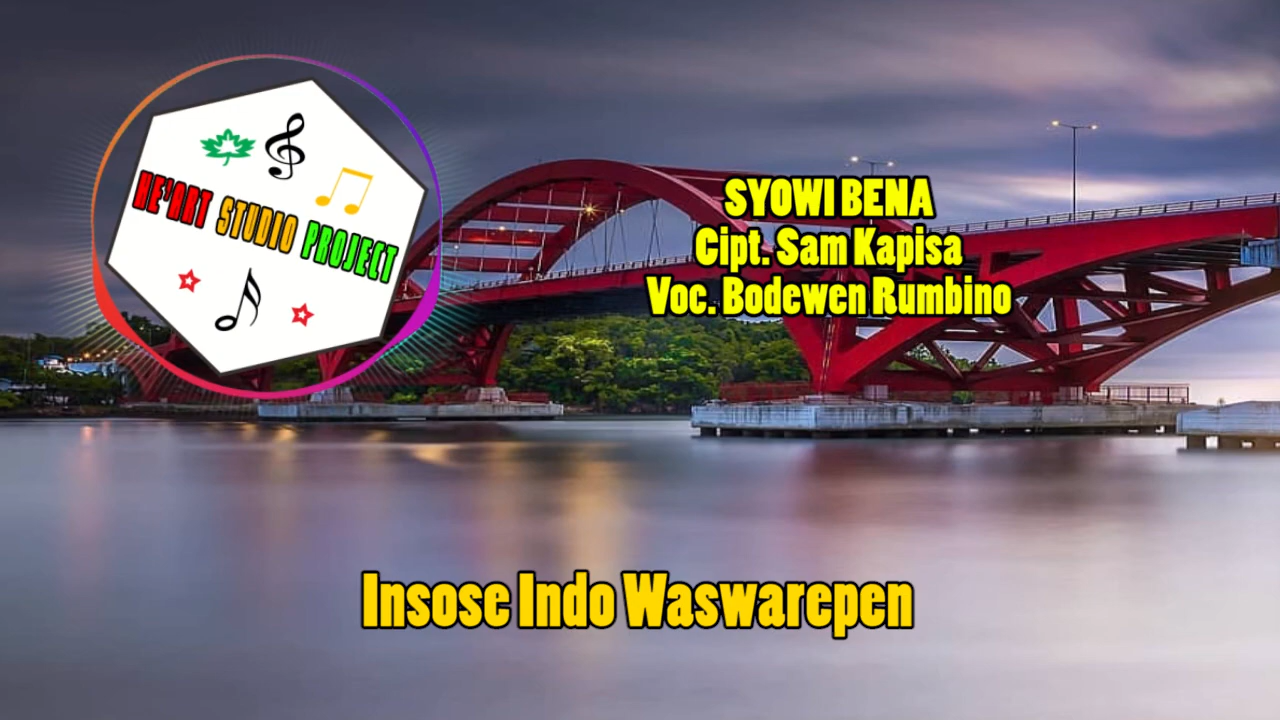 HE'ART STUDIO PROJECT
SYOWI BENA
Cipt. Sam Kapisa
Voc. Bodewen Rumbino
Insose Indo Waswarepen